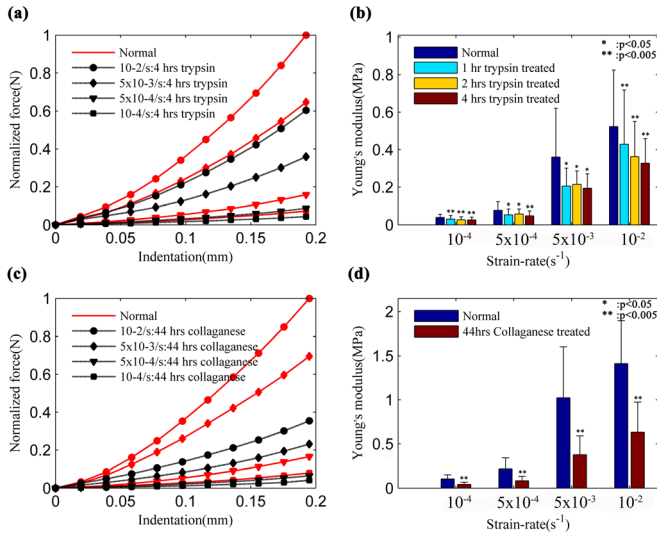 (a)
Normalized force(N)
1
0.8
0.6
0.4
0.2
0
Normal
10-2/s:4 hrs trypsin
5x10-3/s:4 hrs trypsin
5x10-4/s:4 hrs trypsin
10-4/s:4 hrs trypsin
0
0.05
0.1
0.15
0.2
Indentation(mm)
(b)
Young's modulus(MPa)
1
0.8
0.6
0.4
0.2
0
Normal
1 hr trypsin treated
2 hr trypsin treated
4 hrs trypsin treated
* :p<0.05
** :p<0.005
** ** **
* * **
* * *
** ** **
10-4
5x10-4
5x10-3
10-2
Strain-rate(s-1)
(c)
Normalized force(N)
1
0.8
0.6
0.4
0.2
0
Normal
10-2/s:44 hrs collaganese
5x10-3/s:44 hrs collaganese
5x10-4/s:44 hrs collaganese
10-4/s:44 hrs collaganese
0
0.05
0.1
0.15
0.2
Indentation(mm)
(d)
Young's modulus(MPa)
2
1.5
1
0.5
0
Normal
44hrs Collaganese treated
* :p<0.05
** :p<0.005
**
**
**
**
10-4
5x10-4
5x10-3
10-2
Strain-rate(s-1)